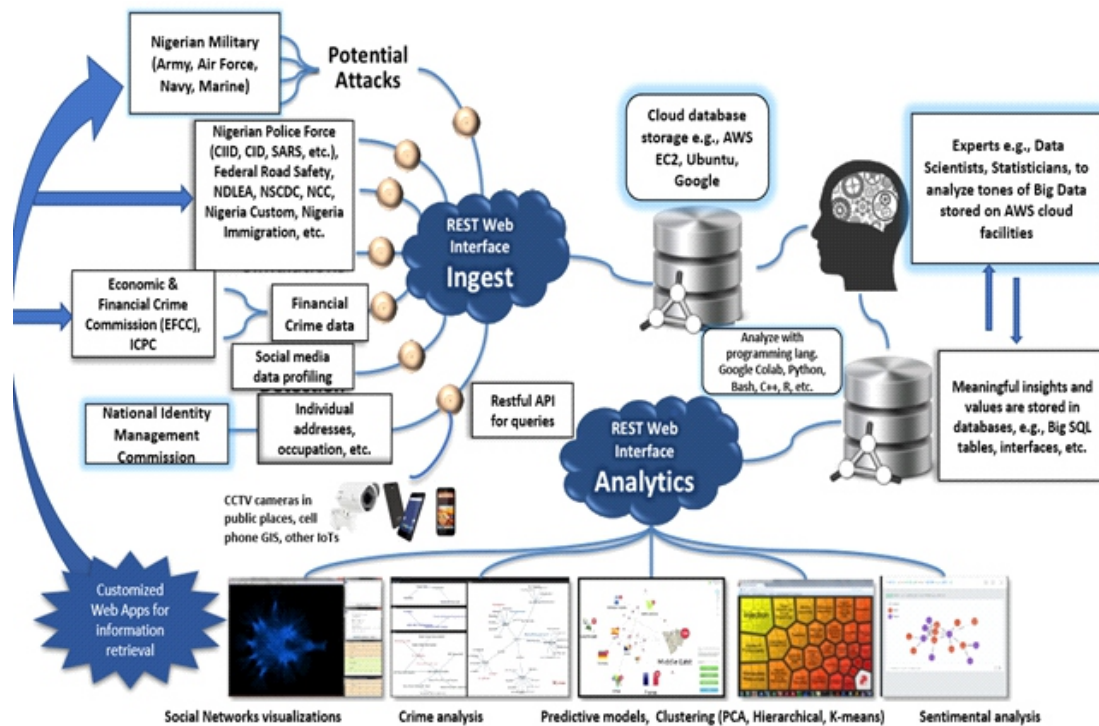 Nigerian Military
(Army, Air Force,
Navy, Marine)
Potential
Attacks
Nigerian Police Force
(CIID, CID, SARS, etc.),
Federal Road Safety,
NDLEA, NSCDC, NCC,
Nigeria Custom, Nigeria
Immigration, etc.
Economic &
Financial Crime
Commission (EFCC),
ICPC
Financial
Crime data
Social media
data profiling
National Identity
Management
Commission
Individual
addresses,
occupation, etc.
CCTV cameras in
public places, cell
phone GIS, other IoTs
REST Web
Interface
Ingest
Restful API
for queries
Cloud database
storage e.g., AWS
EC2, Ubuntu,
Google
Experts e.g., Data
Scientists, Statisticians, to
analyze tones of Big Data
stored on AWS cloud
facilities
Analyze with
programming lang.
Google Colab, Python,
Bash, C++, R, etc.
Meaningful insights and
values are stored in
databases, e.g., Big SQL
tables, interfaces, etc.
REST Web
Interface
Analytics
Customized
Web Apps for
information
retrieval
Middle East
Social Networks visualizations
Crime analysis
Predictive models, Clustering (PCA, Hierarchical, K-means)
Sentimental analysis